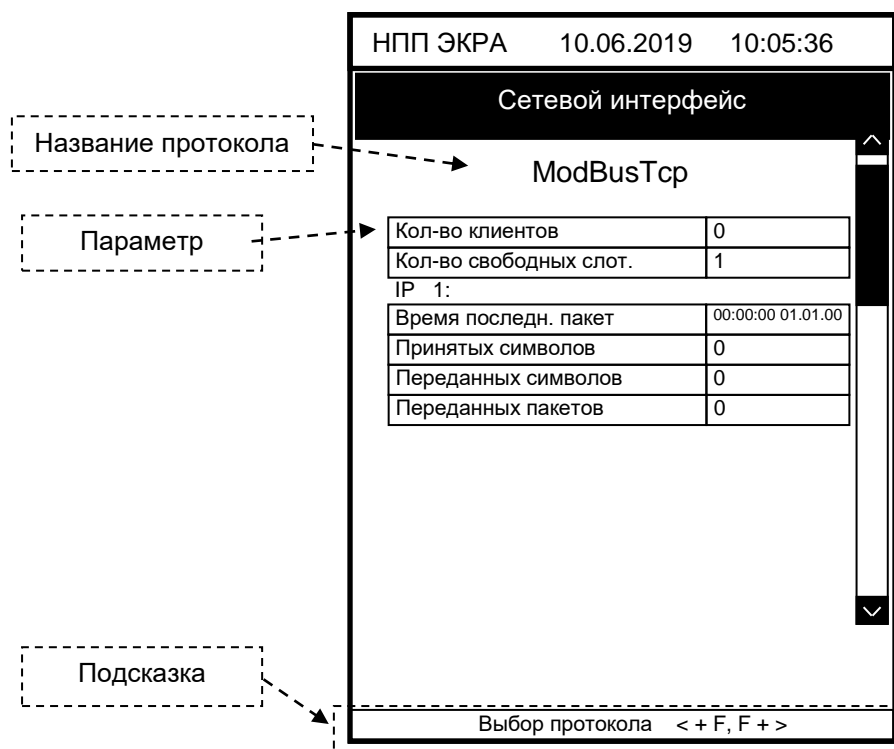 НПП ЭКРА 10.06.2019 10:05:36
Сетевой интерфейс
Название протокола
ModBusTcp
Параметр
Кол-во клиентов 0
Кол-во свободных слот. 1
IP 1:
Время последн. пакет 00:00:00 01.01.00
Принятых символов 0
Переданных символов 0
Переданных пакетов 0
Подсказка
Выбор протокола < + F, F + >